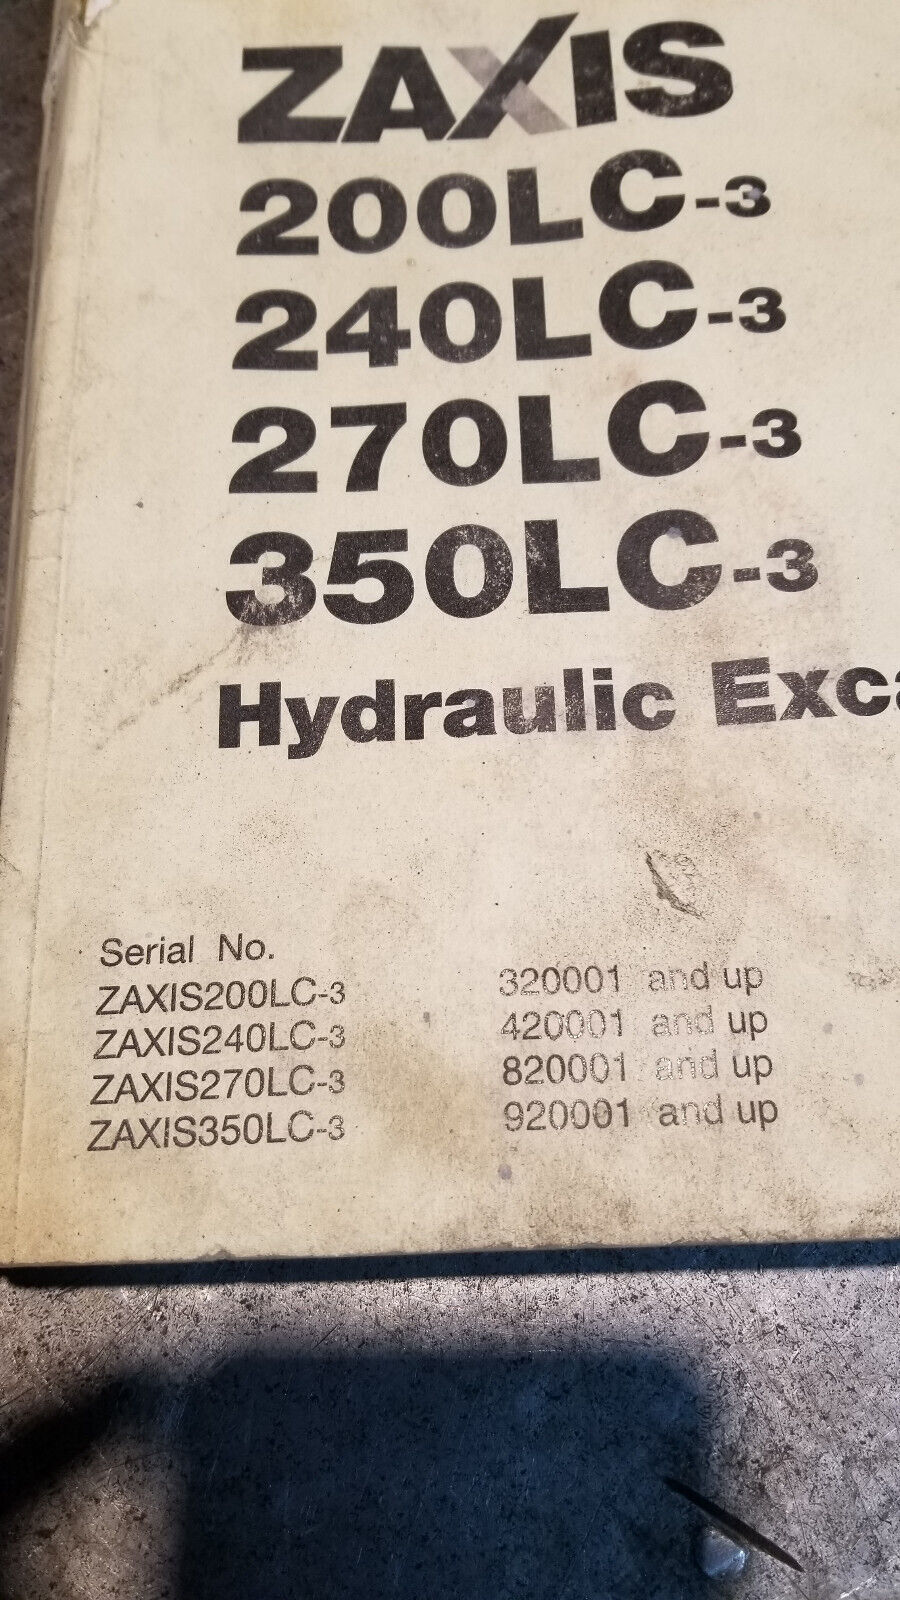 ZAXIS
200LC-3
240LC-3
270LC-3
350LC-3
Hydraulic Exca
Serial No.
ZAXIS200LC-3 320001 and up
ZAXIS240LC-3 420001 and up
ZAXIS270LC-3 820001 and up
ZAXIS350LC-3 920001 and up